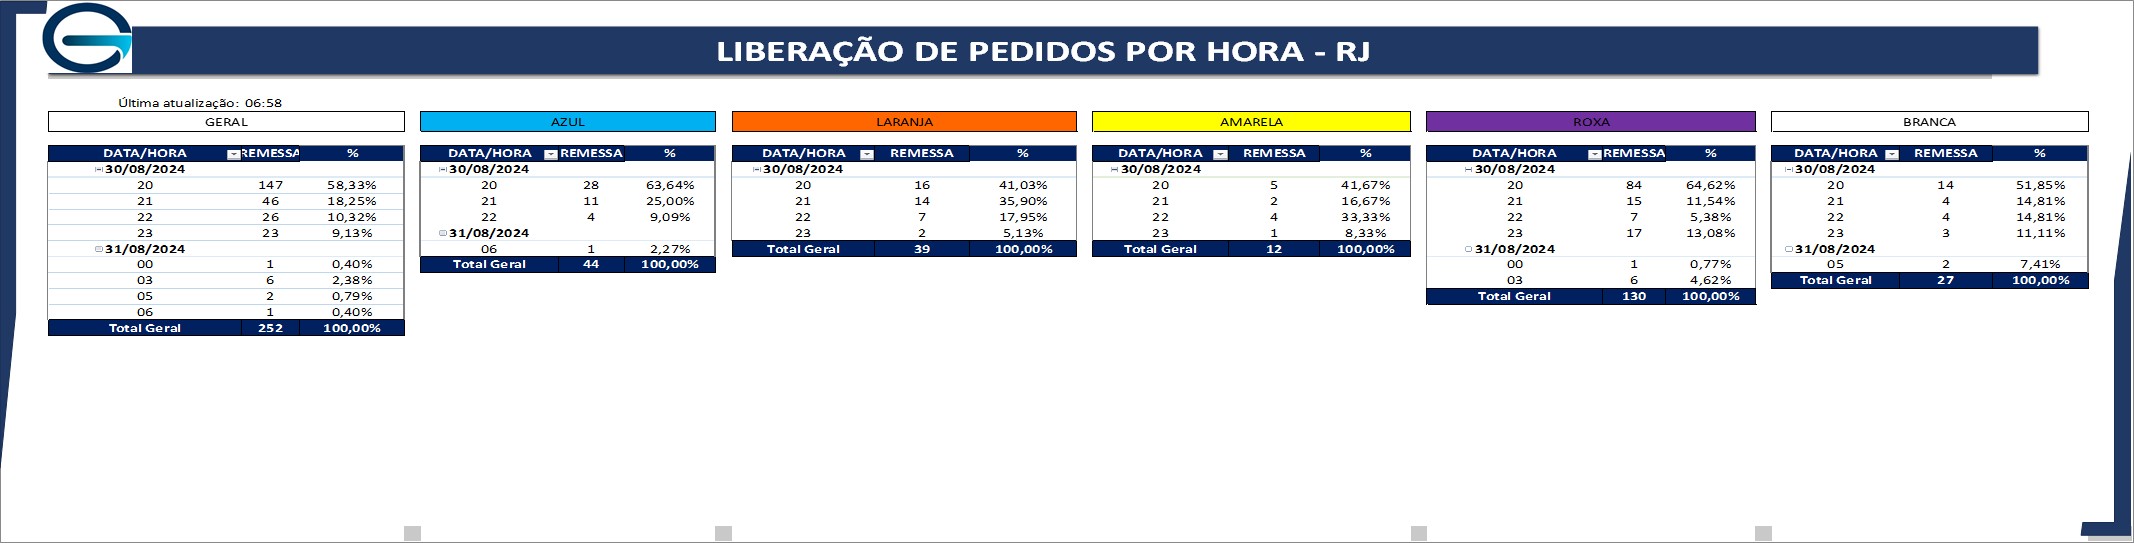 LIBERAÇÃO DE PEDIDOS POR HORA - RJ
Última atualização: 06:58
GERAL
DATA/HORA REMESSA %
30/08/2024
20 147 58,33%
21 46 18,25%
22 26 10,32%
23 23 9,13%
31/08/2024
00 1 0,40%
03 6 2,38%
05 2 0,79%
06 1 0,40%
Total Geral 252 100,00%
AZUL
DATA/HORA REMESSA %
30/08/2024
20 28 63,64%
21 11 25,00%
22 4 9,09%
31/08/2024
06 1 2,27%
Total Geral 44 100,00%
LARANJA
DATA/HORA REMESSA %
30/08/2024
20 16 41,03%
21 14 35,90%
22 7 17,95%
23 2 5,13%
Total Geral 39 100,00%
AMARELA
DATA/HORA REMESSA %
30/08/2024
20 5 41,67%
21 2 16,67%
22 4 33,33%
23 1 8,33%
Total Geral 12 100,00%
ROXA
DATA/HORA REMESSA %
30/08/2024
20 84 64,62%
21 15 11,54%
22 7 5,38%
23 17 13,08%
31/08/2024
00 1 0,77%
03 6 4,62%
Total Geral 130 100,00%
BRANCA
DATA/HORA REMESSA %
30/08/2024
20 14 51,85%
21 4 14,81%
22 4 14,81%
23 3 11,11%
31/08/2024
05 2 7,41%
Total Geral 27 100,00%